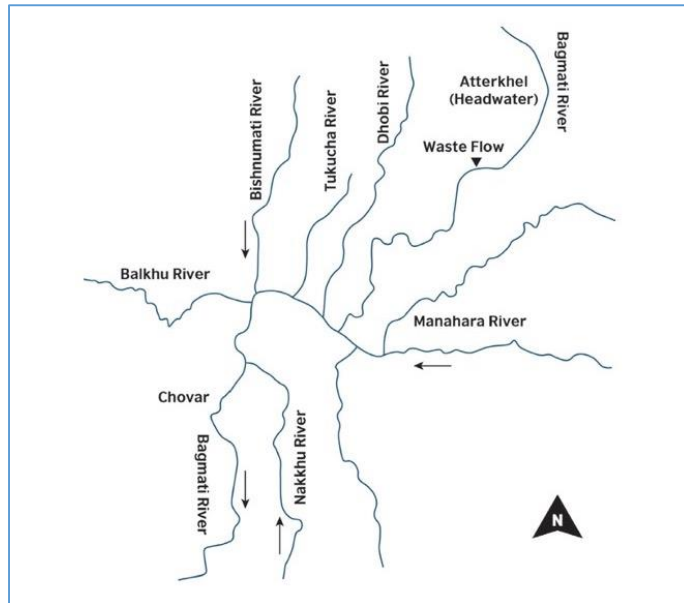 Bagmati River
Atterkhel
(Headwater)
Waste Flow
Dhobi River
Tukucha River
Bishnumati River
Balkhu River
Manahara River
Chovar
Bagmati River
Nakkhu River
N